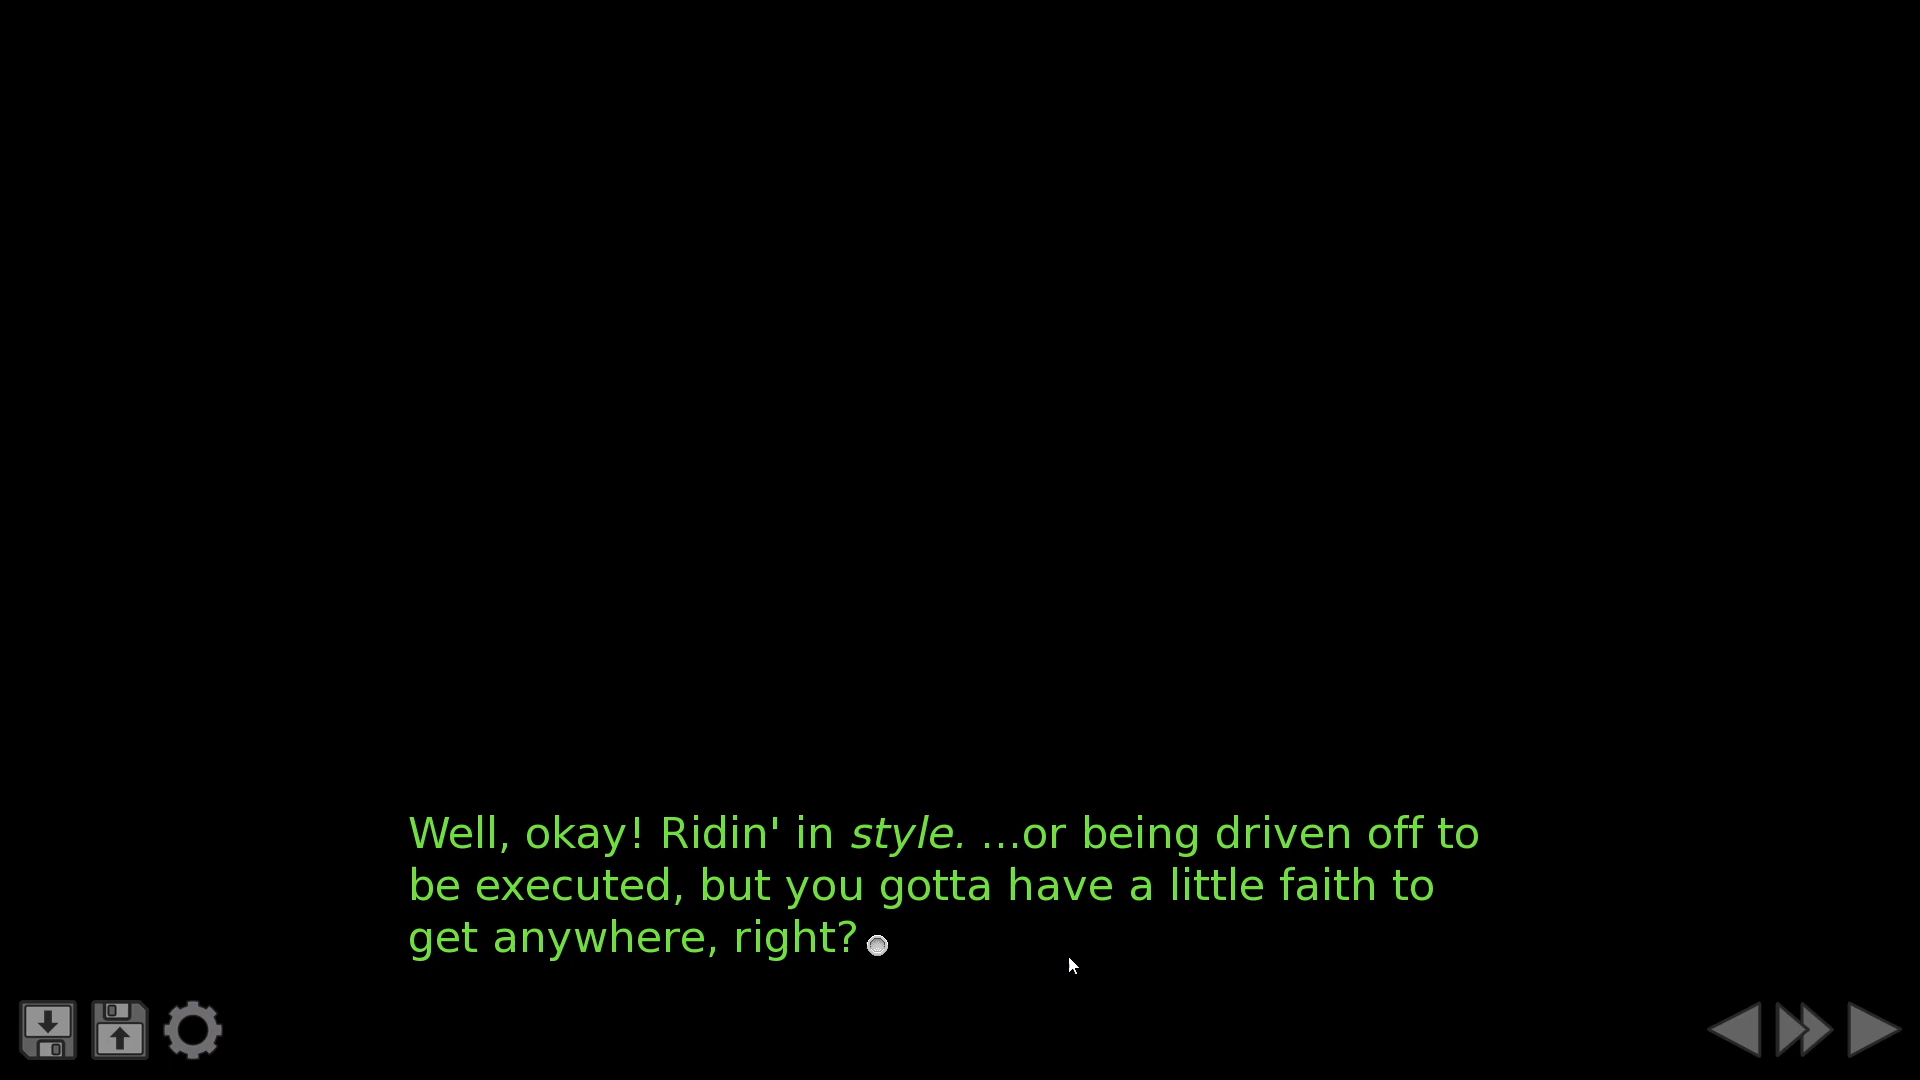 Well, okay! Ridin' in style. ...or being driven off to
be executed, but you gotta have a little faith to
get anywhere, right?